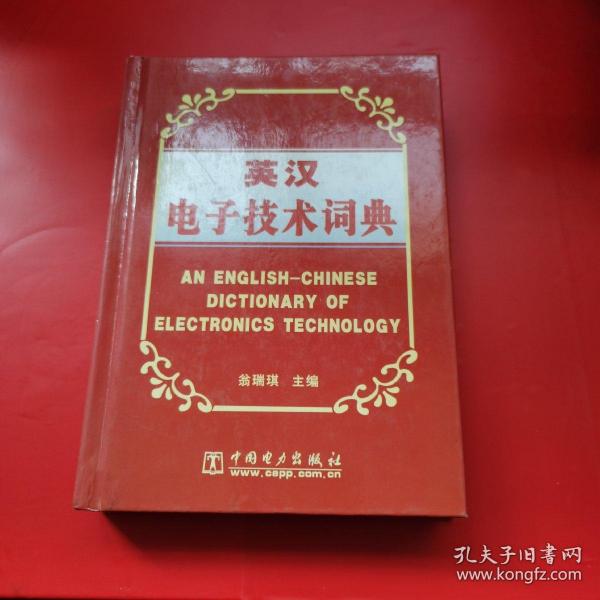 英汉
电子技术词典
AN ENGLISH–CHINESE
DICTIONARY OF
ELECTRONICS TECHNOLOGY
翁瑞琪 主编
中国电力出版社
www.cepp.com.cn
孔夫子旧书网
www.kongfz.com